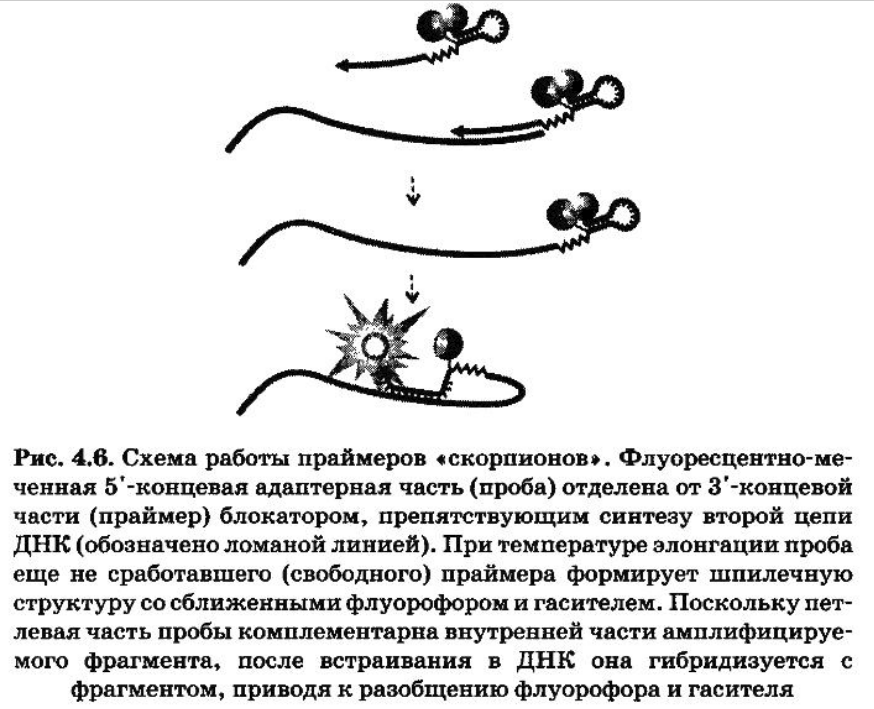 Рис. 4.6. Схема работы праймеров «скорпионов». Флуоресцентно-ме-
ченная 5'-концевая адаптерная часть (проба) отделена от 3'-концевой
части (праймер) блокатором, препятствующим синтезу второй цепи
ДНК (обозначено ломаной линией). При температуре элонгации проба
еще не сработавшего (свободного) праймера формирует шпилечную
структуру со сближенными флуорофором и гасителем. Поскольку пет-
левая часть пробы комплементарна внутренней части амплифицируе-
мого фрагмента, после встраивания в ДНК она гибридизуется с
фрагментом, приводя к разобщению флуорофора и гасителя